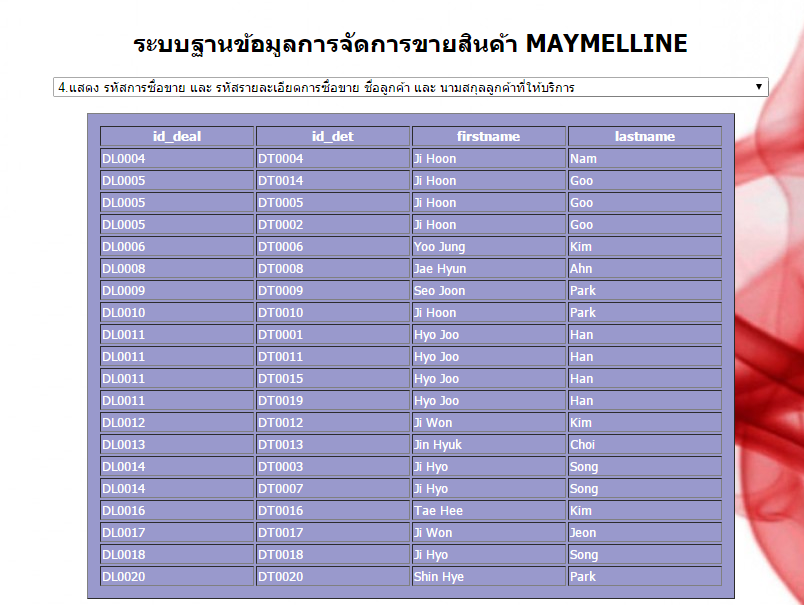 ระบบฐานข้อมูลการจัดการขายสินค้า MAYMELLINE
4.แสดง รหัสการซื้อขาย และ รหัสรายละเอียดการซื้อขาย ชื่อลูกค้า และ นามสกุลลูกค้าที่ให้บริการ
id_deal id_det firstname lastname
DL0004 DT0004 Ji Hoon Nam
DL0005 DT0014 Ji Hoon Goo
DL0005 DT0005 Ji Hoon Goo
DL0005 DT0002 Ji Hoon Goo
DL0006 DT0006 Yoo Jung Kim
DL0008 DT0008 Jae Hyun Ahn
DL0009 DT0009 Seo Joon Park
DL0010 DT0010 Ji Hoon Park
DL0011 DT0001 Hyo Joo Han
DL0011 DT0011 Hyo Joo Han
DL0011 DT0015 Hyo Joo Han
DL0011 DT0019 Hyo Joo Han
DL0012 DT0012 Ji Won Kim
DL0013 DT0013 Jin Hyuk Choi
DL0014 DT0003 Ji Hyo Song
DL0014 DT0007 Ji Hyo Song
DL0016 DT0016 Tae Hee Kim
DL0017 DT0017 Ji Won Jeon
DL0018 DT0018 Ji Hyo Song
DL0020 DT0020 Shin Hye Park